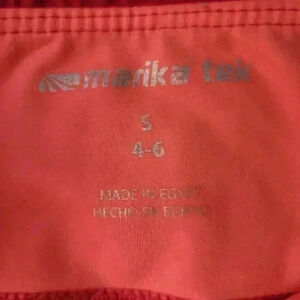 marika tek
S
4-6
MADE IN EGYPT
HECHO EN EGIPTO